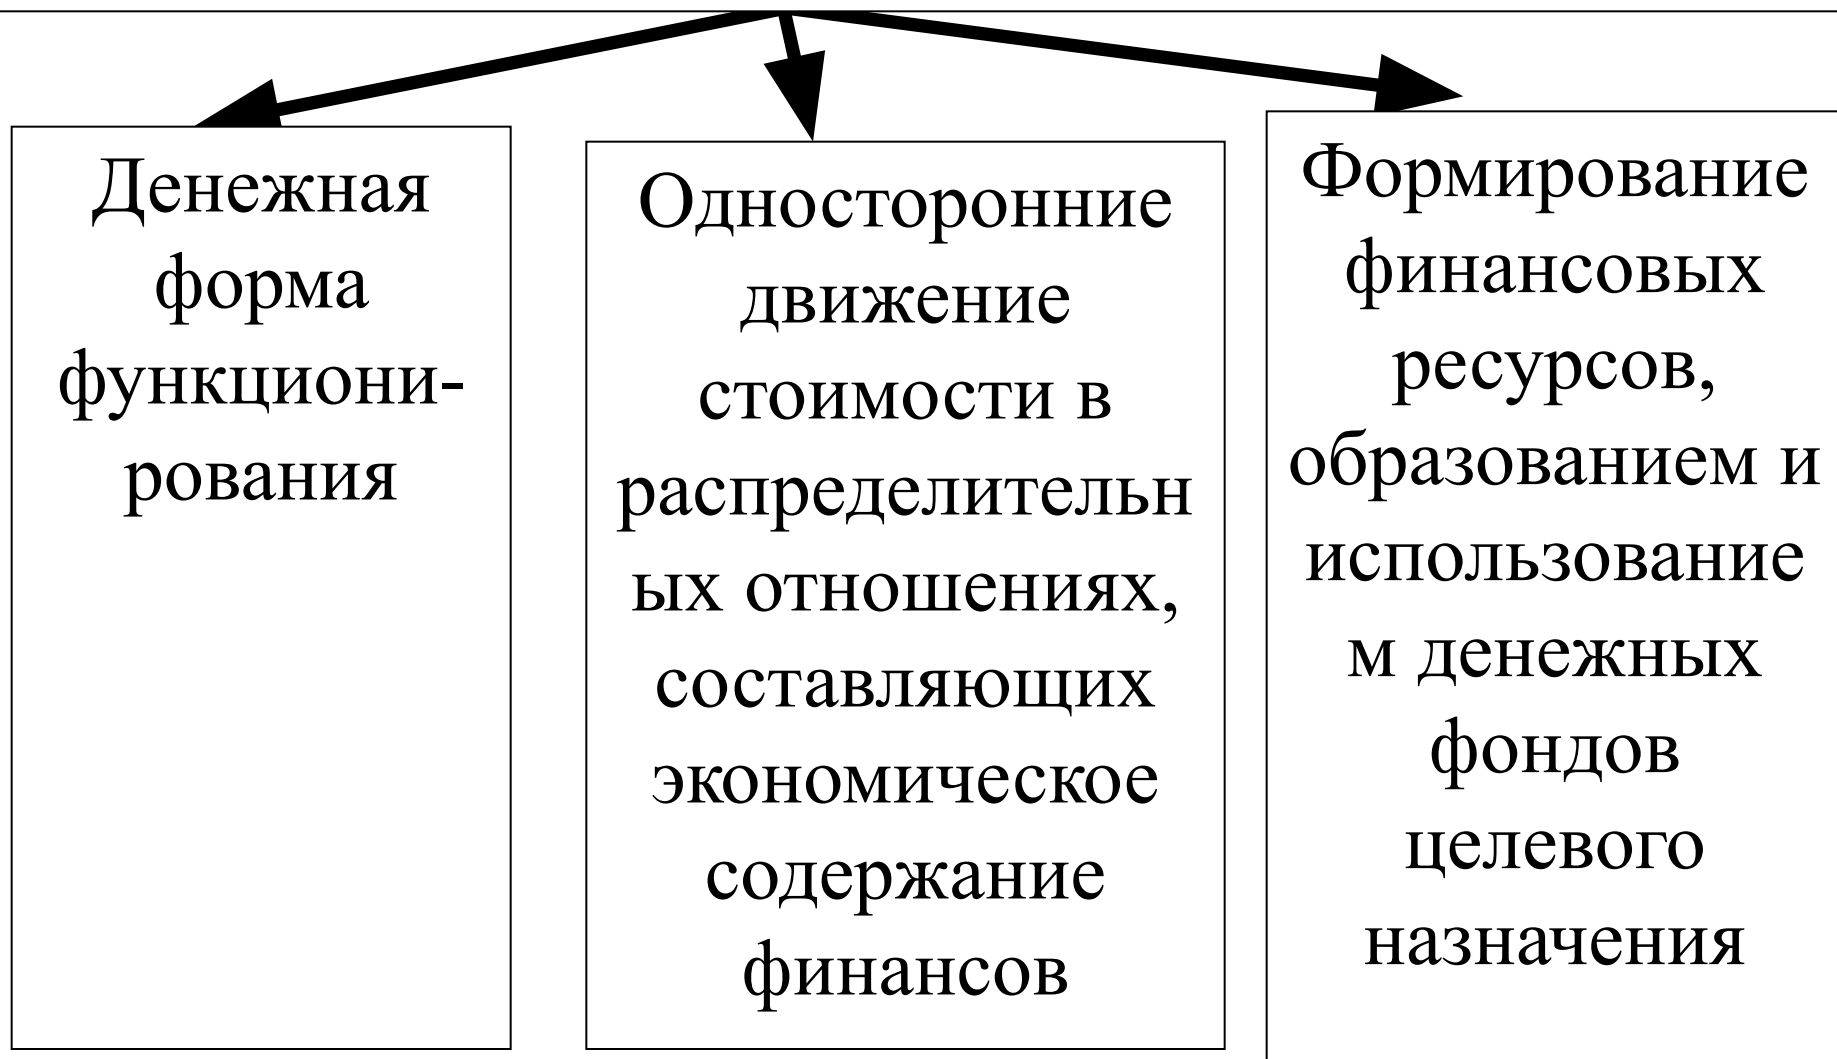 Денежная
форма
функциони-
рования
Односторонние
движение
стоимости в
распределительн
ых отношениях,
составляющих
экономическое
содержание
финансов
Формирование
финансовых
ресурсов,
образованием и
использование
м денежных
фондов
целевого
назначения